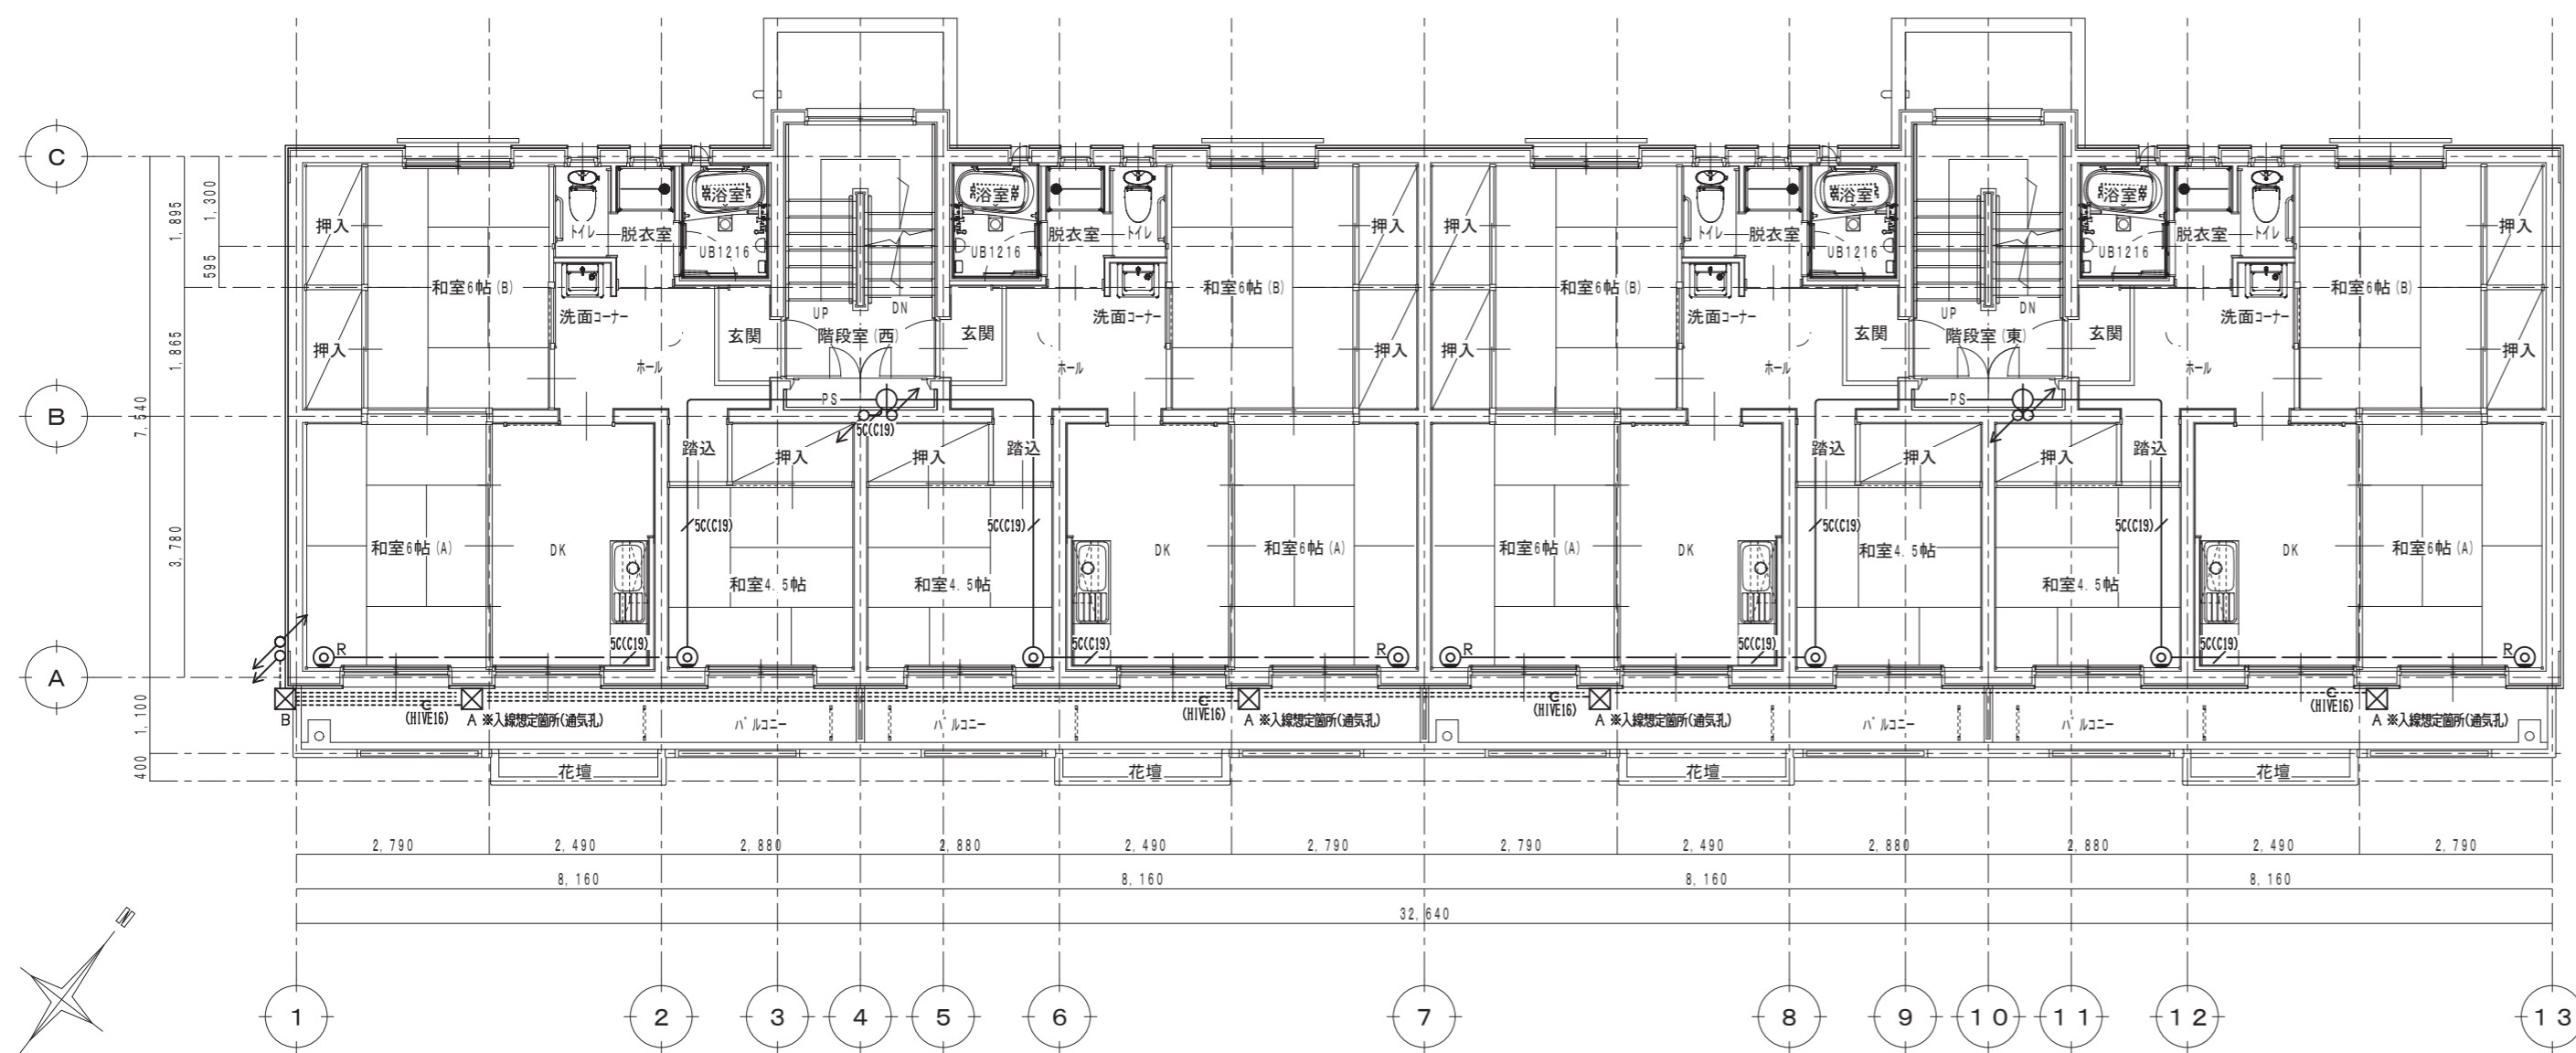 C
1,895
1,300
595
1,865
B
7,540
3,780
A
1,100
400
押入 トイレ 脱衣室 浴室 浴室 脱衣室 トイレ 押入 押入 トイレ 脱衣室 浴室 浴室 脱衣室 トイレ 押入
UB1216 UB1216 UB1216 UB1216
和室6帖(B) 和室6帖(B) 和室6帖(B) 和室6帖(B)
洗面コーナー UP DN 洗面コーナー 洗面コーナー UP DN 洗面コーナー
押入 玄関 階段室(西) 玄関 押入 押入 玄関 階段室(東) 玄関 押入
ホール ホール ホール ホール
PS PS
5C(C19)
踏込 押入 押入 踏込 踏込 押入 押入 踏込
5C(C19) 5C(C19) 5C(C19) 5C(C19)
和室6帖(A) DK DK 和室6帖(A) 和室6帖(A) DK 和室4.5帖 DK 和室6帖(A)
和室4.5帖 和室4.5帖 和室4.5帖
R 5C(C19) 5C(C19) R R 5C(C19) 5C(C19) R
C C C C
(HIVE16) (HIVE16) (HIVE16) (HIVE16)
B A ※入線想定箇所(通気孔) バルコニー バルコニー A ※入線想定箇所(通気孔) A ※入線想定箇所(通気孔) バルコニー バルコニー A ※入線想定箇所(通気孔)
花壇 花壇 花壇 花壇
2,790 2,490 2,880 2,880 2,490 2,790 2,790 2,490 2,880 2,880 2,490 2,790
8,160 8,160 8,160 8,160
32,640
N
1 2 3 4 5 6 7 8 9 10 11 12 13